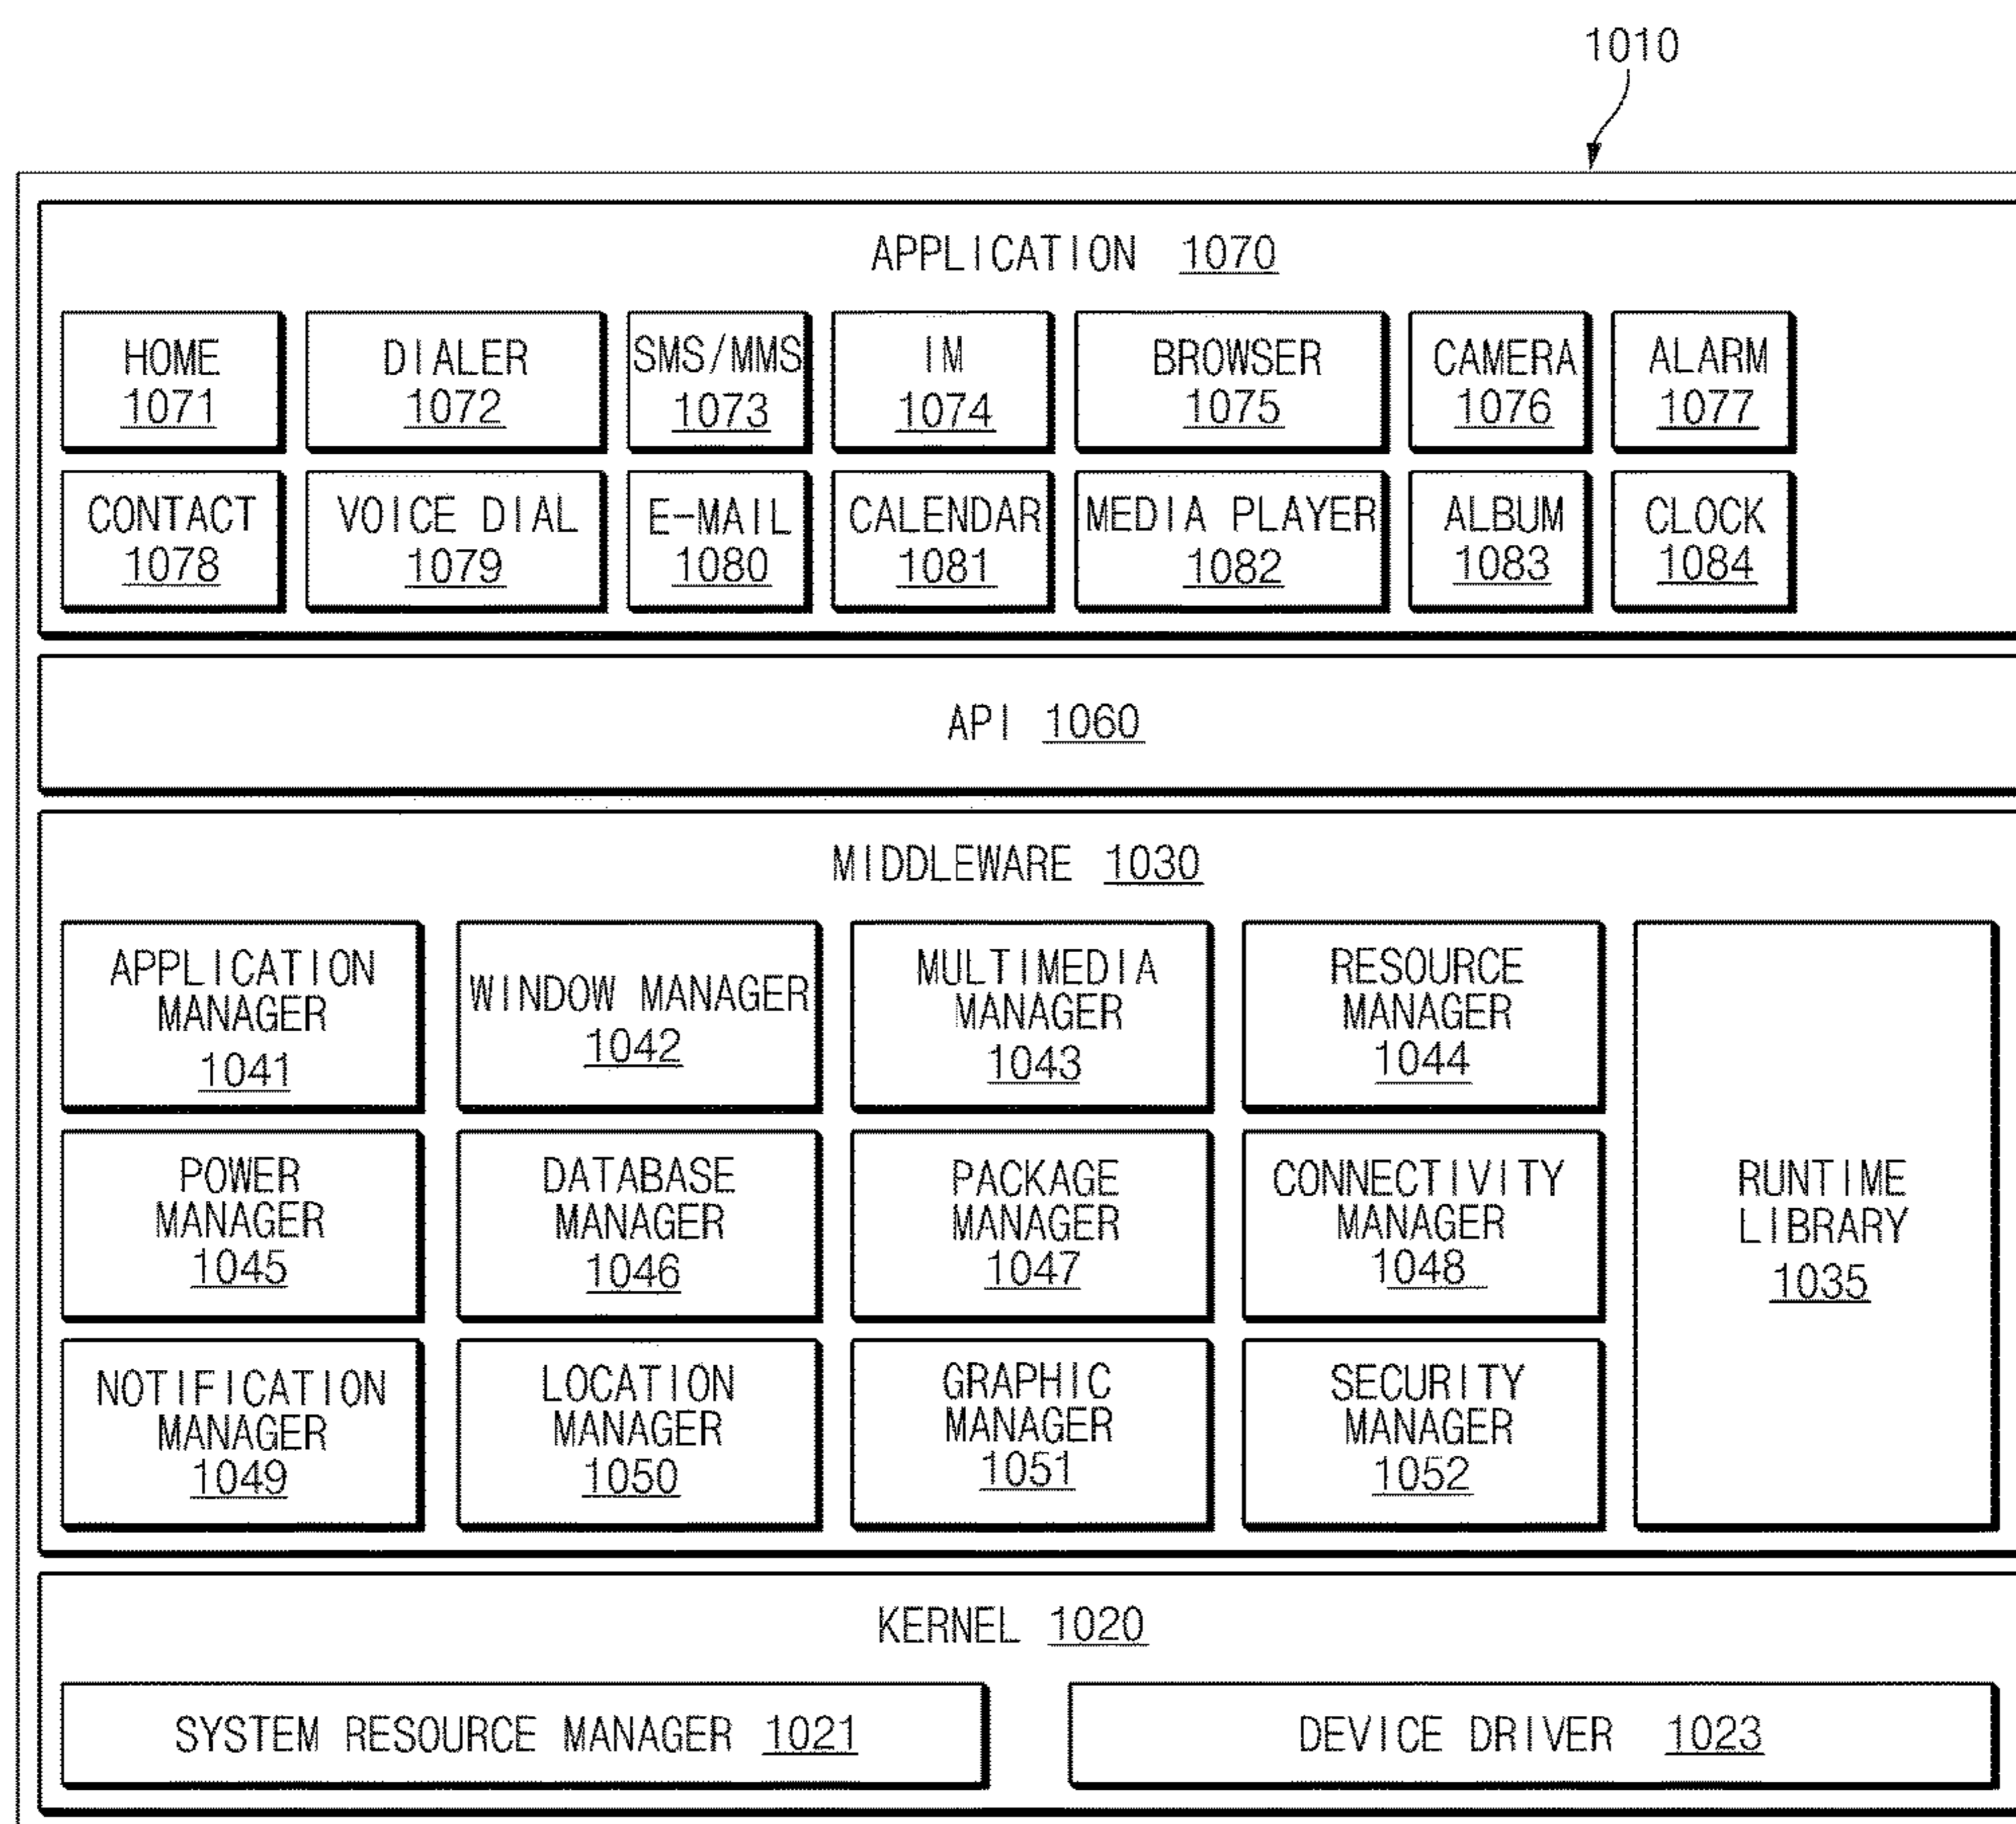 1010
APPLICATION 1070
HOME
1071
DIALER
1072
SMS/MMS
1073
IM
1074
BROWSER
1075
CAMERA
1076
ALARM
1077
CONTACT
1078
VOICE DIAL
1079
E-MAIL
1080
CALENDAR
1081
MEDIA PLAYER
1082
ALBUM
1083
CLOCK
1084
API 1060
MIDDLEWARE 1030
APPLICATION
MANAGER
1041
WINDOW MANAGER
1042
MULTIMEDIA
MANAGER
1043
RESOURCE
MANAGER
1044
POWER
MANAGER
1045
DATABASE
MANAGER
1046
PACKAGE
MANAGER
1047
CONNECTIVITY
MANAGER
1048
RUNTIME
LIBRARY
1035
NOTIFICATION
MANAGER
1049
LOCATION
MANAGER
1050
GRAPHIC
MANAGER
1051
SECURITY
MANAGER
1052
KERNEL 1020
SYSTEM RESOURCE MANAGER 1021
DEVICE DRIVER 1023